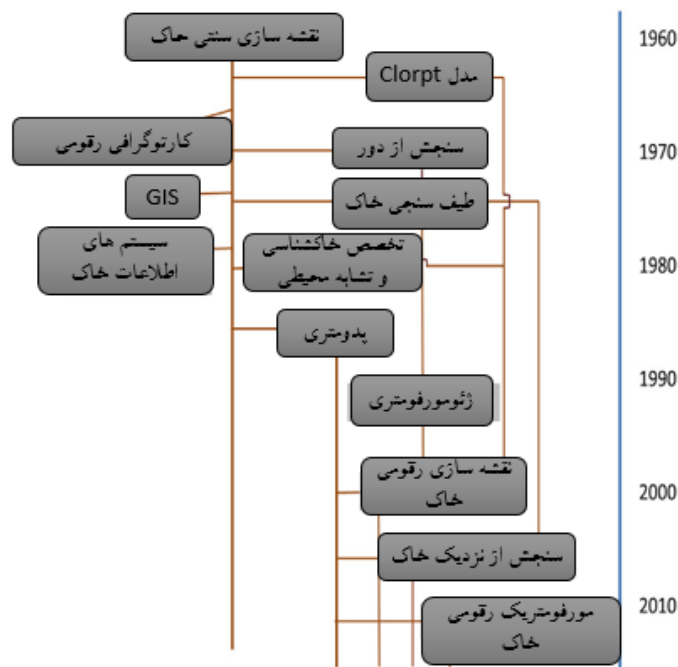 نقشه سازی سنتی خاک
1960
مدل Clorpt
کارتوگرافی رقومی
سنجش از دور
1970
GIS
طیف سنجی خاک
سیستم های
اطلاعات خاک
تخصص خاکشناسی
و تشابه محیطی
1980
پدومتری
1990
ژئومورفومتری
نقشه سازی رقومی
خاک
2000
سنجش از نزدیک خاک
مورفومتریک رقومی
خاک
2010